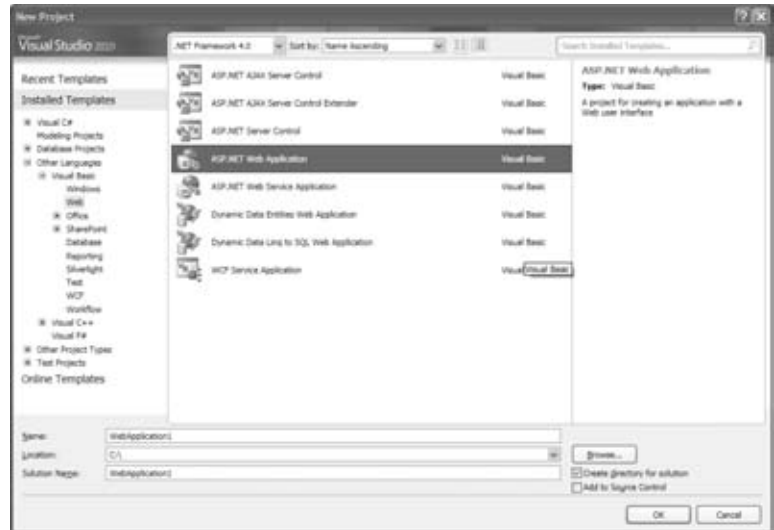 New Project
Visual Studio 2010
.NET Framework 4.0
Sort by: Name Ascending
Search Installed Templates...
Recent Templates
Installed Templates
Visual C#
Modeling Projects
Database Projects
Other Languages
Visual Basic
Windows
Web
Office
SharePoint
Database
Reporting
Silverlight
Test
WCF
Workflow
Visual C++
Visual F#
Other Project Types
Test Projects
Online Templates
ASP.NET AJAX Server Control Visual Basic
ASP.NET AJAX Server Control Extender Visual Basic
ASP.NET Server Control Visual Basic
ASP.NET Web Application Visual Basic
ASP.NET Web Service Application Visual Basic
Dynamic Data Entities Web Application Visual Basic
Dynamic Data Linq to SQL Web Application Visual Basic
WCF Service Application Visual Visual Basic
ASP.NET Web Application
Type: Visual Basic
A project for creating an application with a
Web user interface
Name: WebApplication1
Location: C:\
Browse...
Solution Name: WebApplication1
Create directory for solution
Add to Source Control
OK Cancel